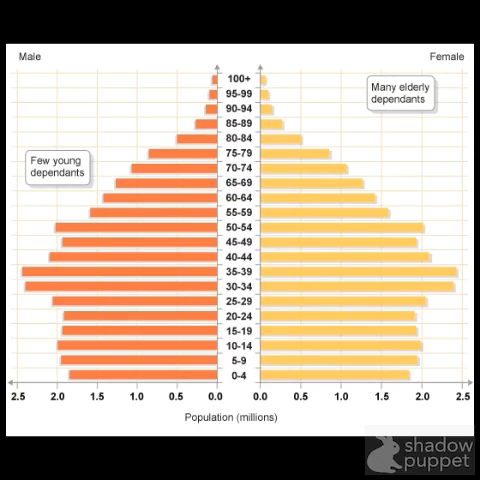 Male
Female
100+
95-99
90-94
85-89
80-84
75-79
70-74
65-69
60-64
55-59
50-54
45-49
40-44
35-39
30-34
25-29
20-24
15-19
10-14
5-9
0-4
Many elderly
dependants
Few young
dependants
2.5 2.0 1.5 1.0 0.5 0.0 0.0 0.5 1.0 1.5 2.0 2.5
Population (millions)
shadow
puppet